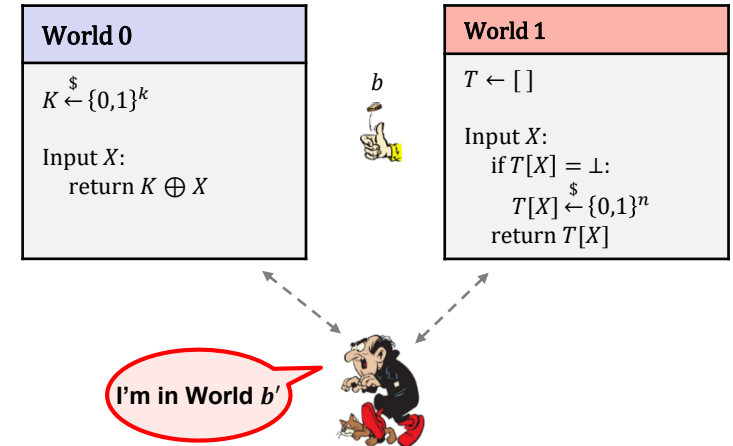 World 0
K ←$ {0,1}^k
Input X:
return K ⊕ X
b
World 1
T ← [ ]
Input X:
if T[X] = ⊥:
T[X] ←$ {0,1}^n
return T[X]
I'm in World b′